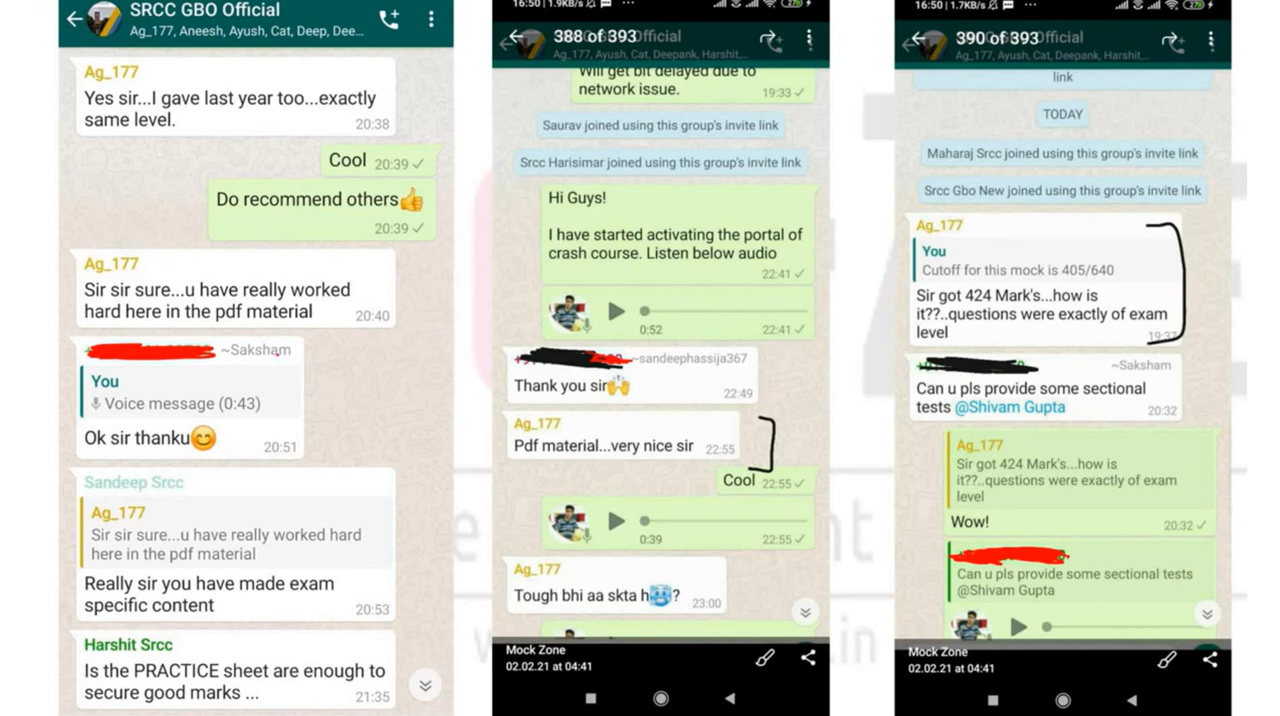 SRCC GBO Official
Ag_177, Aneesh, Ayush, Cat, Deep, Dee...
Ag_177
Yes sir...I gave last year too...exactly
same level.
20:38
Cool 20:39
Do recommend others👍
20:39
Ag_177
Sir sir sure...u have really worked
hard here in the pdf material 20:40
~Saksham
You
Voice message (0:43)
Ok sir thanku😊 20:51
Sandeep Srcc
Ag_177
Sir sir sure...u have really worked hard
here in the pdf material
Really sir you have made exam
specific content 20:53
Harshit Srcc
Is the PRACTICE sheet are enough to
secure good marks ... 21:35
16:50 | 1.9KB/s
388 of 393
Official
Ag_177, Ayush, Cat, Deepank, Harshit,...
Will get bit delayed due to
network issue. 19:33
Saurav joined using this group's invite link
Srcc Harisimar joined using this group's invite link
Hi Guys!
I have started activating the portal of
crash course. Listen below audio
22:41
0:52 22:41
~sandeephassija367
Thank you sir🙌 22:49
Ag_177
Pdf material...very nice sir 22:55
Cool 22:55
0:39 22:55
Ag_177
Tough bhi aa skta h🥶? 23:00
Mock Zone
02.02.21 at 04:41
16:50 | 1.7KB/s
390 of 393
Official
Ag_177, Ayush, Cat, Deepank, Harshit,...
link
TODAY
Maharaj Srcc joined using this group's invite link
Srcc Gbo New joined using this group's invite link
Ag_177
You
Cutoff for this mock is 405/640
Sir got 424 Mark's...how is
it??..questions were exactly of exam
level 19:37
~Saksham
Can u pls provide some sectional
tests @Shivam Gupta 20:32
Ag_177
Sir got 424 Mark's...how is
it??..questions were exactly of exam
level
Wow! 20:32
Can u pls provide some sectional tests
@Shivam Gupta
Mock Zone
02.02.21 at 04:41